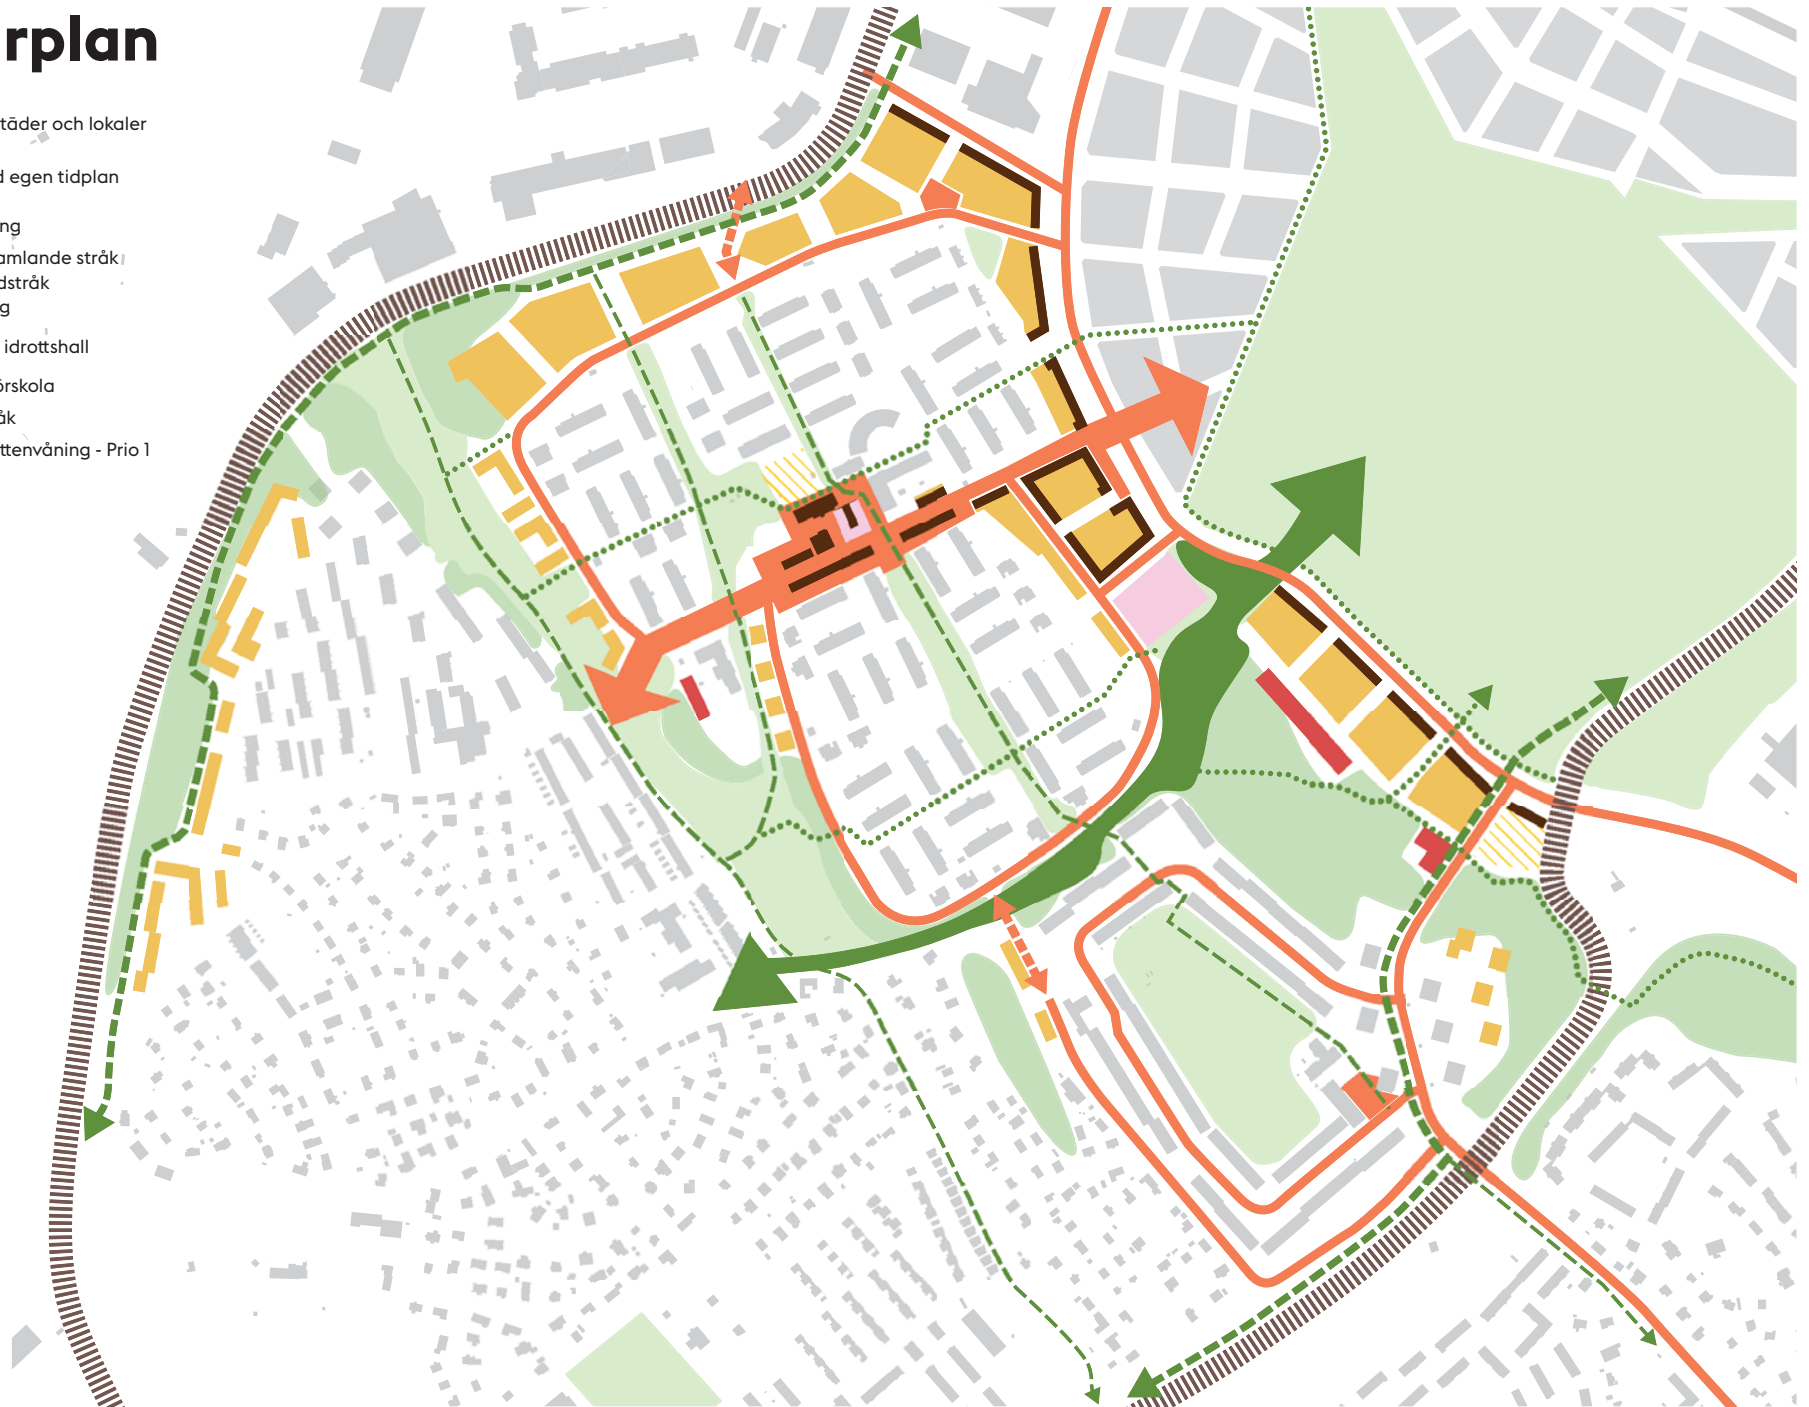 rplan
täder och lokaler
d egen tidplan
ng
amlande stråk
dstråk
g
idrottshall
örskola
åk
ttenvåning - Prio 1